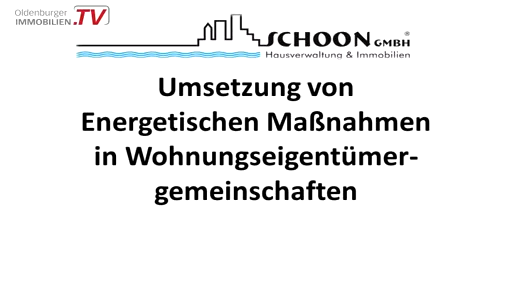 Oldenburger
IMMOBILIEN.TV
SCHOON GMBH®
Hausverwaltung & Immobilien
Umsetzung von
Energetischen Maßnahmen
in Wohnungseigentümer-
gemeinschaften